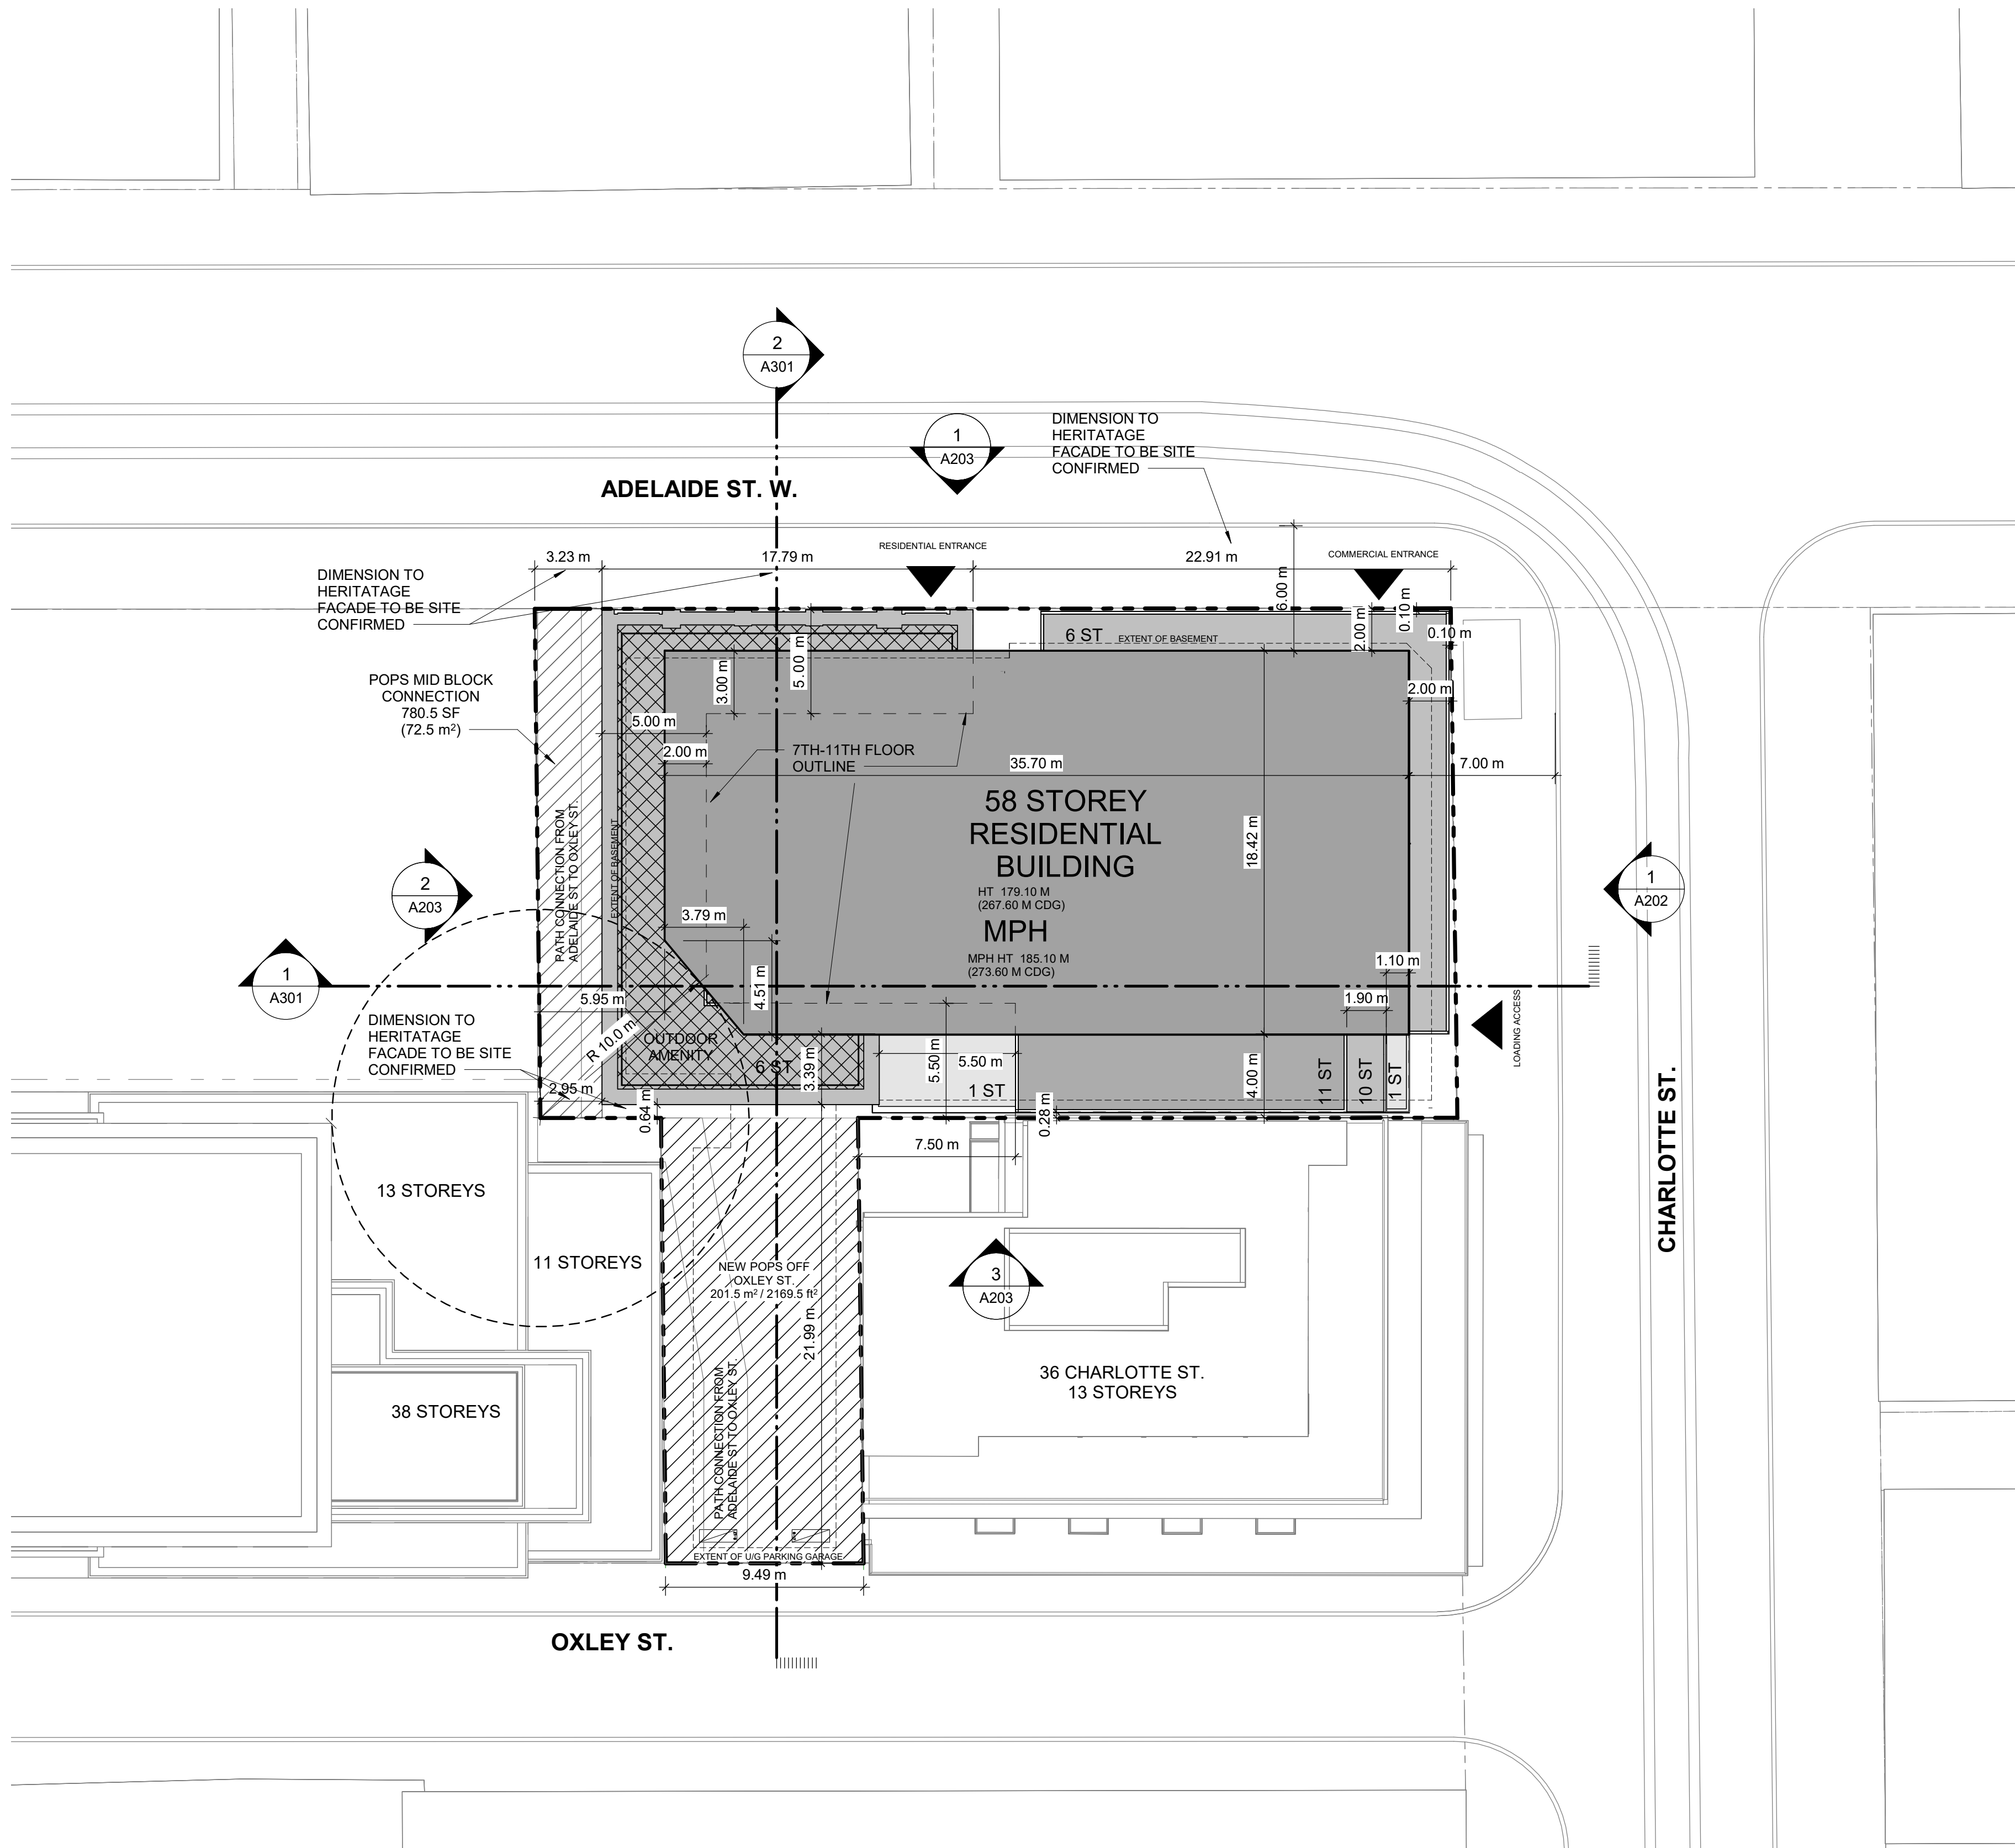 2
A301
1
A203
DIMENSION TO
HERITATAGE
FACADE TO BE SITE
CONFIRMED
ADELAIDE ST. W.
RESIDENTIAL ENTRANCE
COMMERCIAL ENTRANCE
3.23 m
17.79 m
22.91 m
DIMENSION TO
HERITATAGE
FACADE TO BE SITE
CONFIRMED
6.00 m
2.00 m
0.10 m
0.10 m
6 ST
EXTENT OF BASEMENT
POPS MID BLOCK
CONNECTION
780.5 SF
(72.5 m²)
3.00 m
5.00 m
5.00 m
2.00 m
2.00 m
7TH-11TH FLOOR
OUTLINE
35.70 m
7.00 m
58 STOREY
RESIDENTIAL
BUILDING
HT 179.10 M
(267.60 M CDG)
MPH
MPH HT 185.10 M
(273.60 M CDG)
18.42 m
PATH CONNECTION FROM
ADELAIDE ST TO OXLEY ST.
EXTENT OF BASEMENT
2
A203
1
A202
3.79 m
4.51 m
1
A301
5.95 m
R 10.0 m
1.10 m
1.90 m
LOADING ACCESS
DIMENSION TO
HERITATAGE
FACADE TO BE SITE
CONFIRMED
OUTDOOR
AMENITY
6 ST
3.39 m
5.50 m
5.50 m
1 ST
4.00 m
11 ST
10 ST
1 ST
2.95 m
0.64 m
0.28 m
7.50 m
CHARLOTTE ST.
13 STOREYS
11 STOREYS
NEW POPS OFF
OXLEY ST.
201.5 m² / 2169.5 ft²
21.99 m
3
A203
36 CHARLOTTE ST.
13 STOREYS
38 STOREYS
PATH CONNECTION FROM
ADELAIDE ST TO OXLEY ST.
EXTENT OF U/G PARKING GARAGE
9.49 m
OXLEY ST.